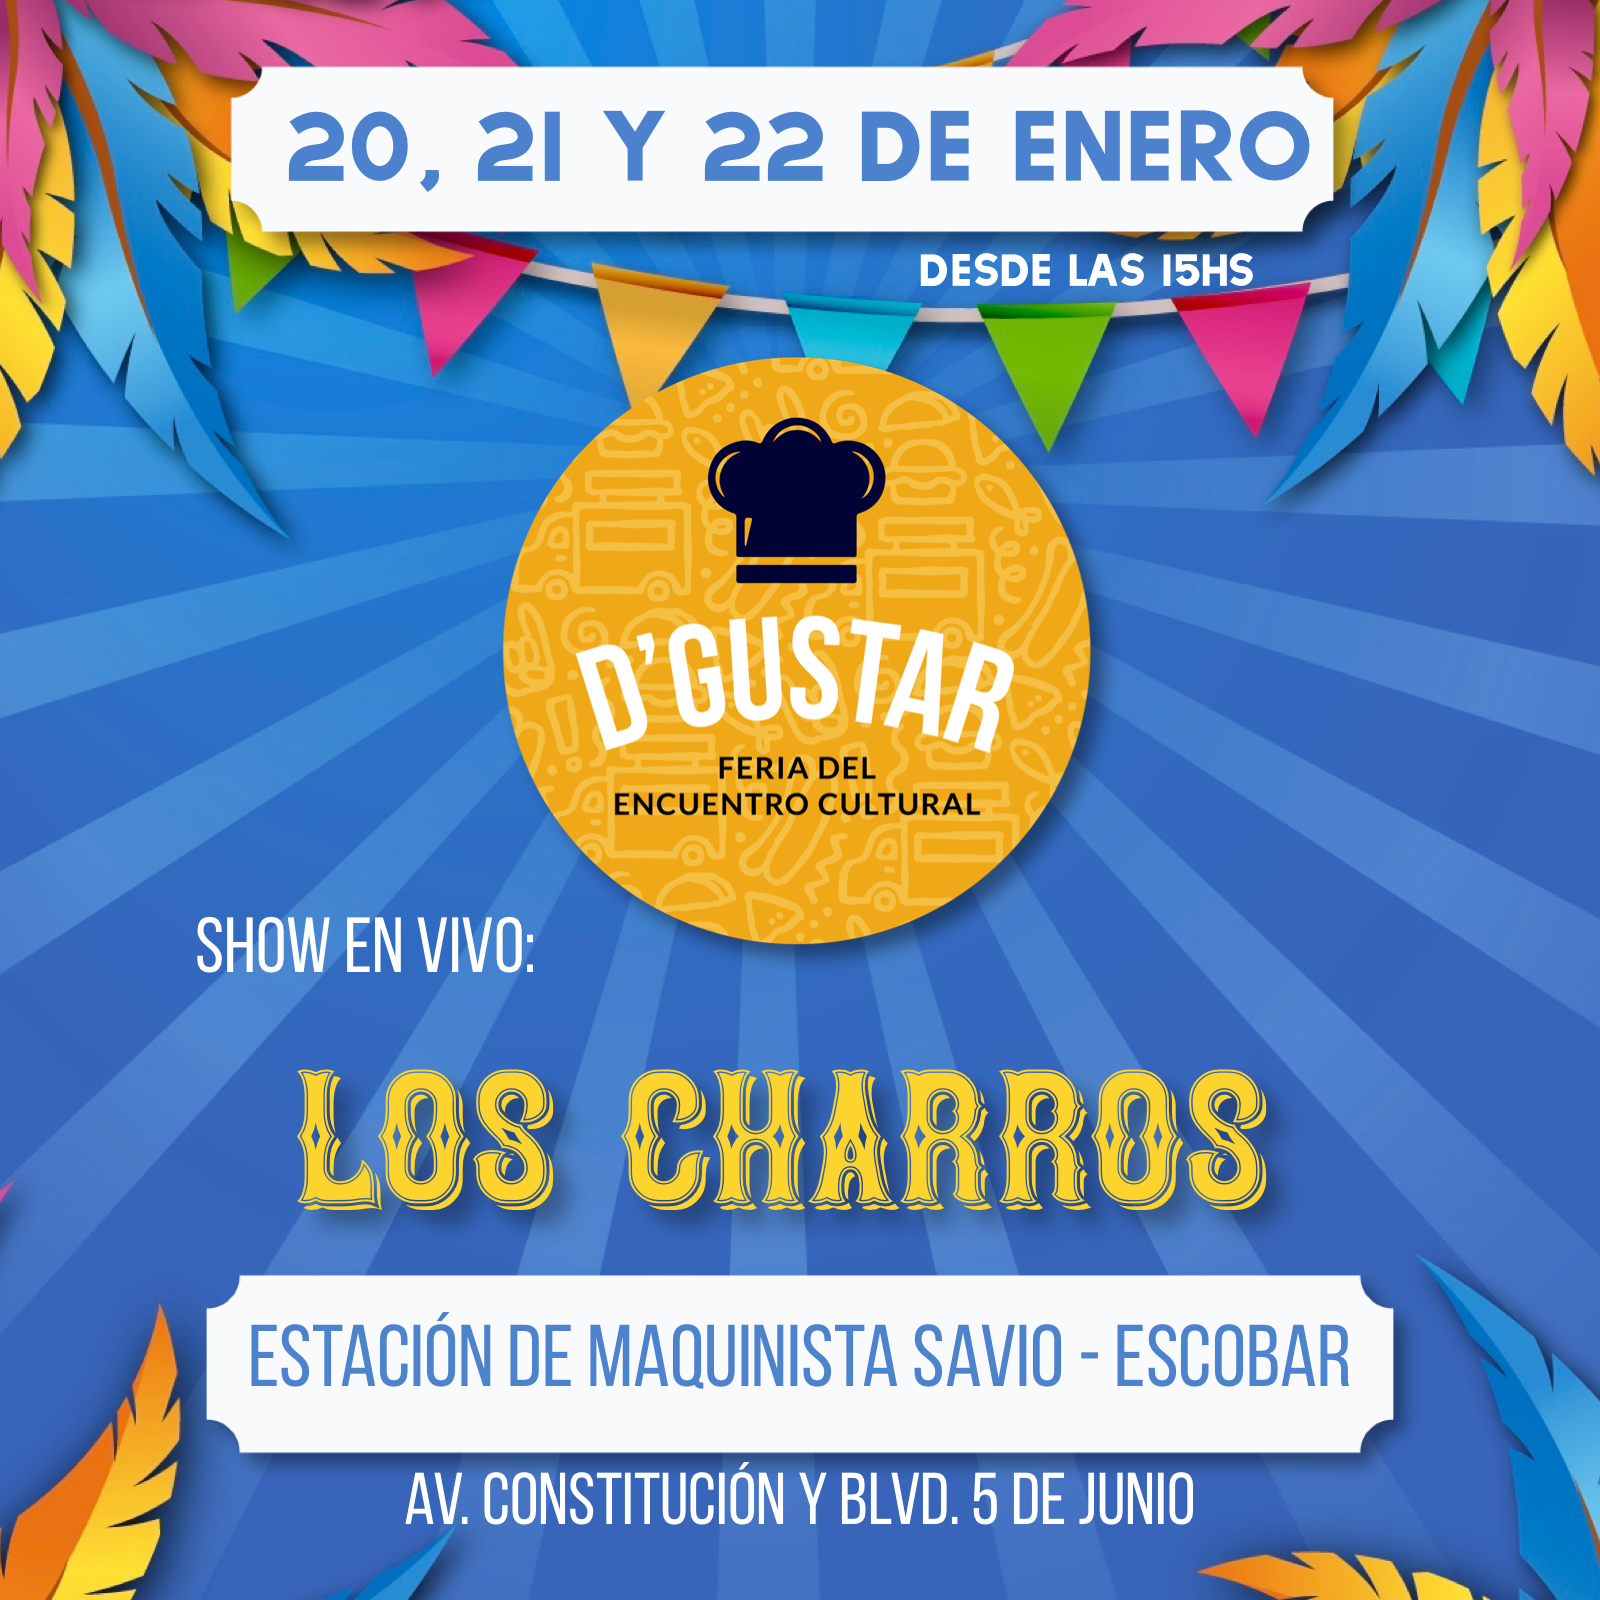 20, 21 Y 22 DE ENERO
DESDE LAS 15HS
D'GUSTAR
FERIA DEL
ENCUENTRO CULTURAL
SHOW EN VIVO:
LOS CHARROS
ESTACIÓN DE MAQUINISTA SAVIO - ESCOBAR
AV. CONSTITUCIÓN Y BLVD. 5 DE JUNIO